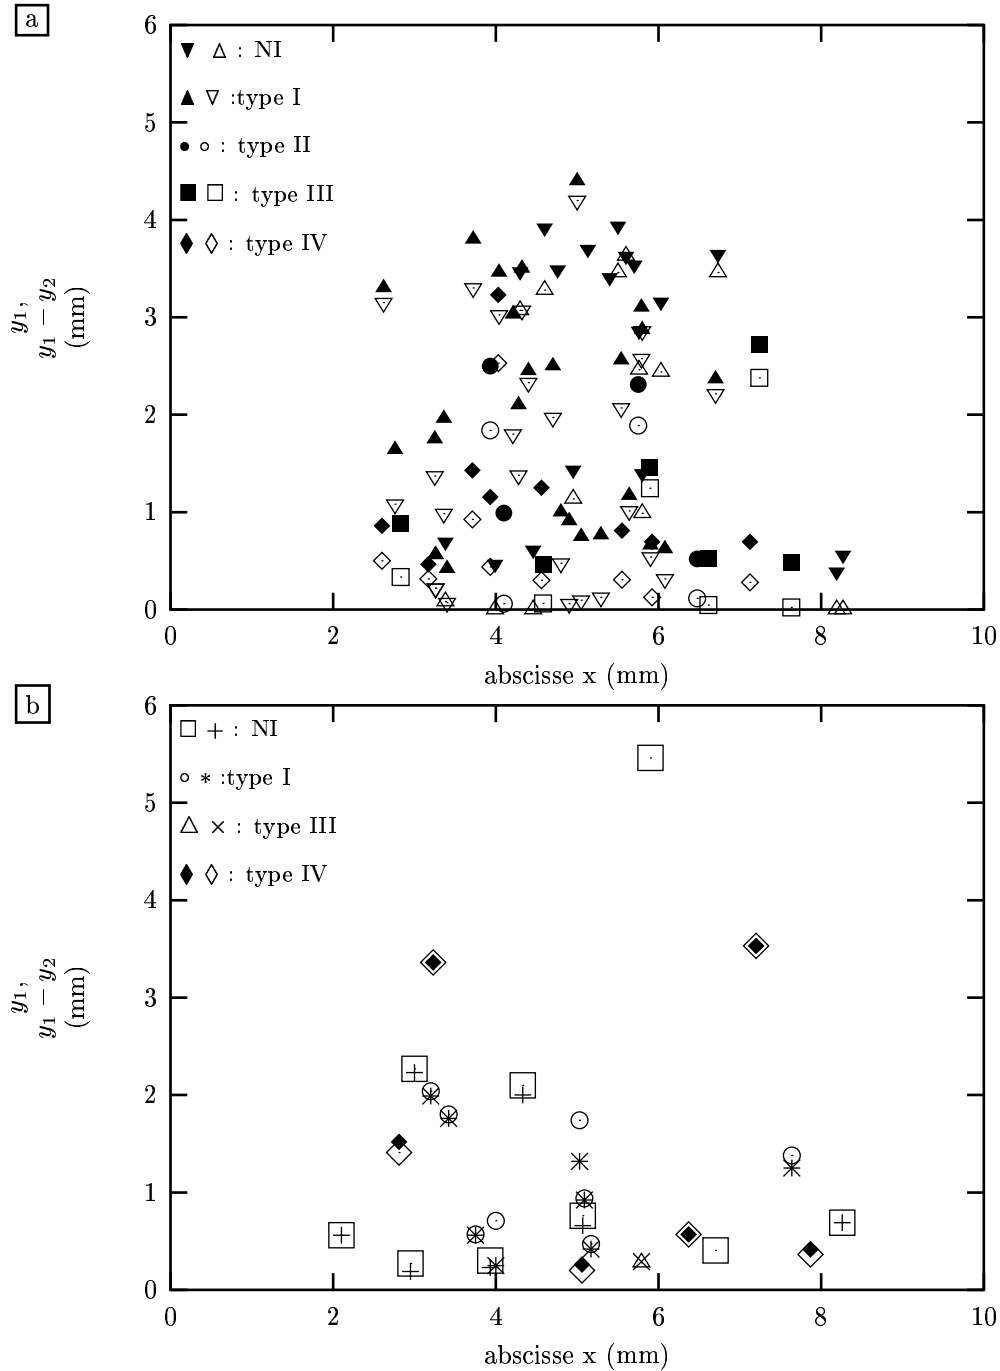 a
6
5
4
3
2
1
0
▼ △ : NI
▲ ▽ :type I
● ○ : type II
■ □ : type III
◆ ◇ : type IV
y₁,
y₁ − y₂
(mm)
0 2 4 6 8 10
abscisse x (mm)
b
6
5
4
3
2
1
0
□ + : NI
○ * :type I
△ × : type III
◆ ◇ : type IV
y₁,
y₁ − y₂
(mm)
0 2 4 6 8 10
abscisse x (mm)